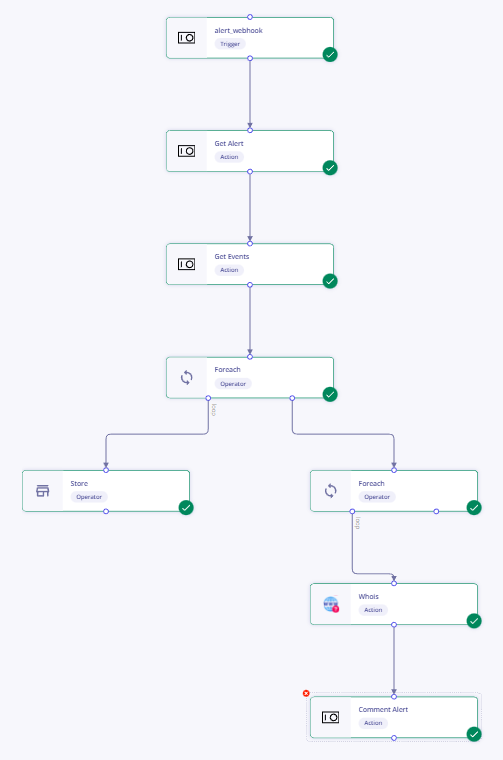 alert_webhook
Trigger
Get Alert
Action
Get Events
Action
Foreach
Operator
loop
Store
Operator
Foreach
Operator
loop
Whois
Action
Comment Alert
Action